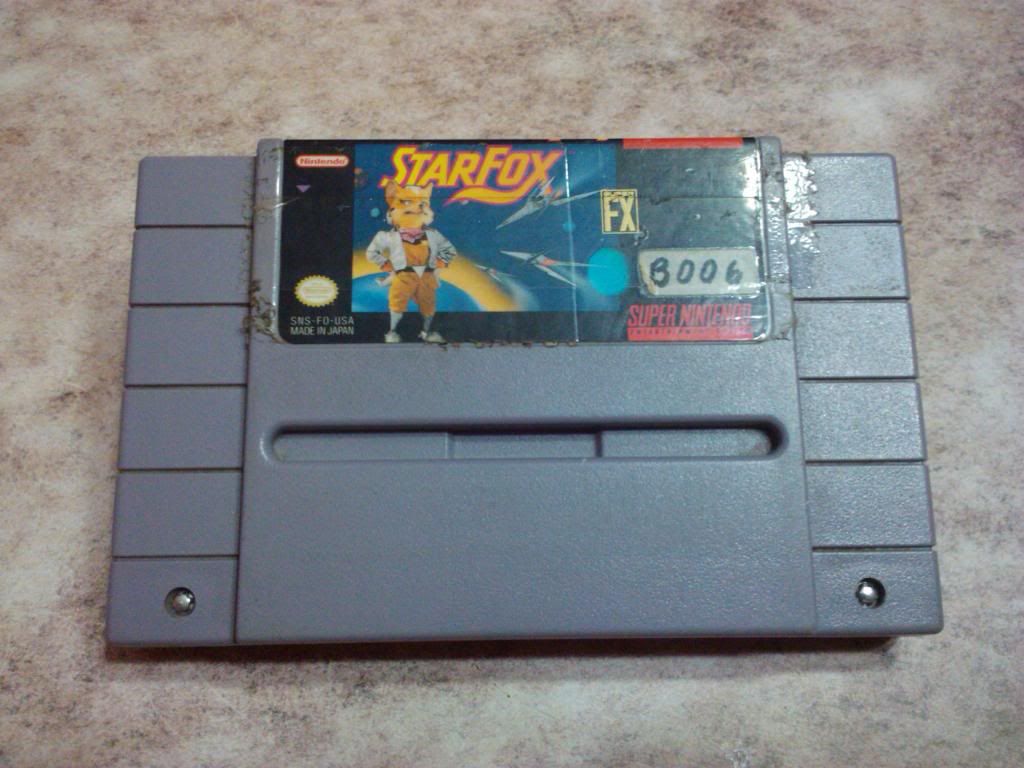 Nintendo
STARFOX
SUPER
FX
B006
SNS-FO-USA
MADE IN JAPAN
SUPER NINTENDO